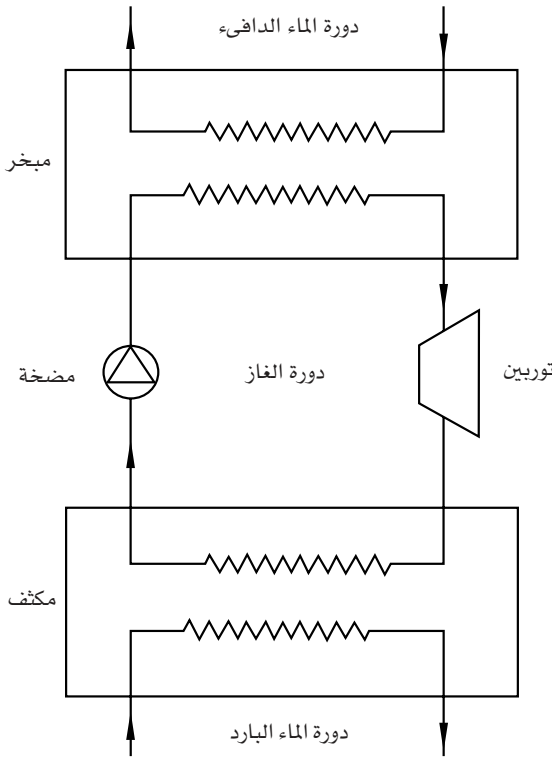 دورة الماء الدافىء
مبخر
مضخة
دورة الغاز
توربين
مكثف
دورة الماء البارد